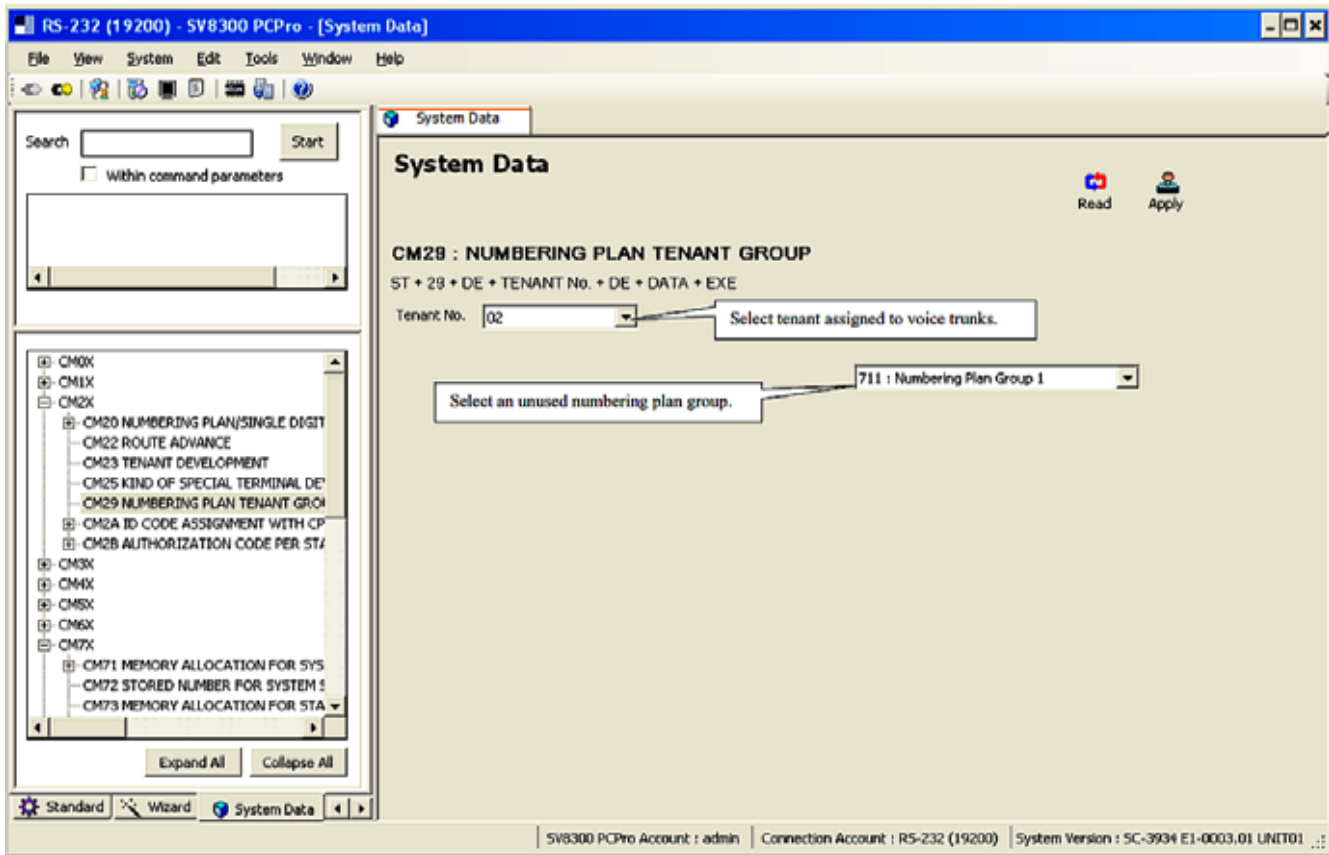 RS-232 (19200) - SV8300 PCPro - [System Data]
File View System Edit Tools Window Help
Search
Start
Within command parameters
CM0X
CM1X
CM2X
CM20 NUMBERING PLAN/SINGLE DIGIT
CM22 ROUTE ADVANCE
CM23 TENANT DEVELOPMENT
CM25 KIND OF SPECIAL TERMINAL DE
CM29 NUMBERING PLAN TENANT GRO
CM2A ID CODE ASSIGNMENT WITH CP
CM2B AUTHORIZATION CODE PER STA
CM3X
CM4X
CM5X
CM6X
CM7X
CM71 MEMORY ALLOCATION FOR SYS
CM72 STORED NUMBER FOR SYSTEM S
CM73 MEMORY ALLOCATION FOR STA
Expand All Collapse All
Standard Wizard System Data
System Data
System Data
Read Apply
CM29 : NUMBERING PLAN TENANT GROUP
ST + 29 + DE + TENANT No. + DE + DATA + EXE
Tenant No. 02
Select tenant assigned to voice trunks.
711 : Numbering Plan Group 1
Select an unused numbering plan group.
SV8300 PCPro Account : admin Connection Account : RS-232 (19200) System Version : SC-3934 E1-0003.01 UNIT01